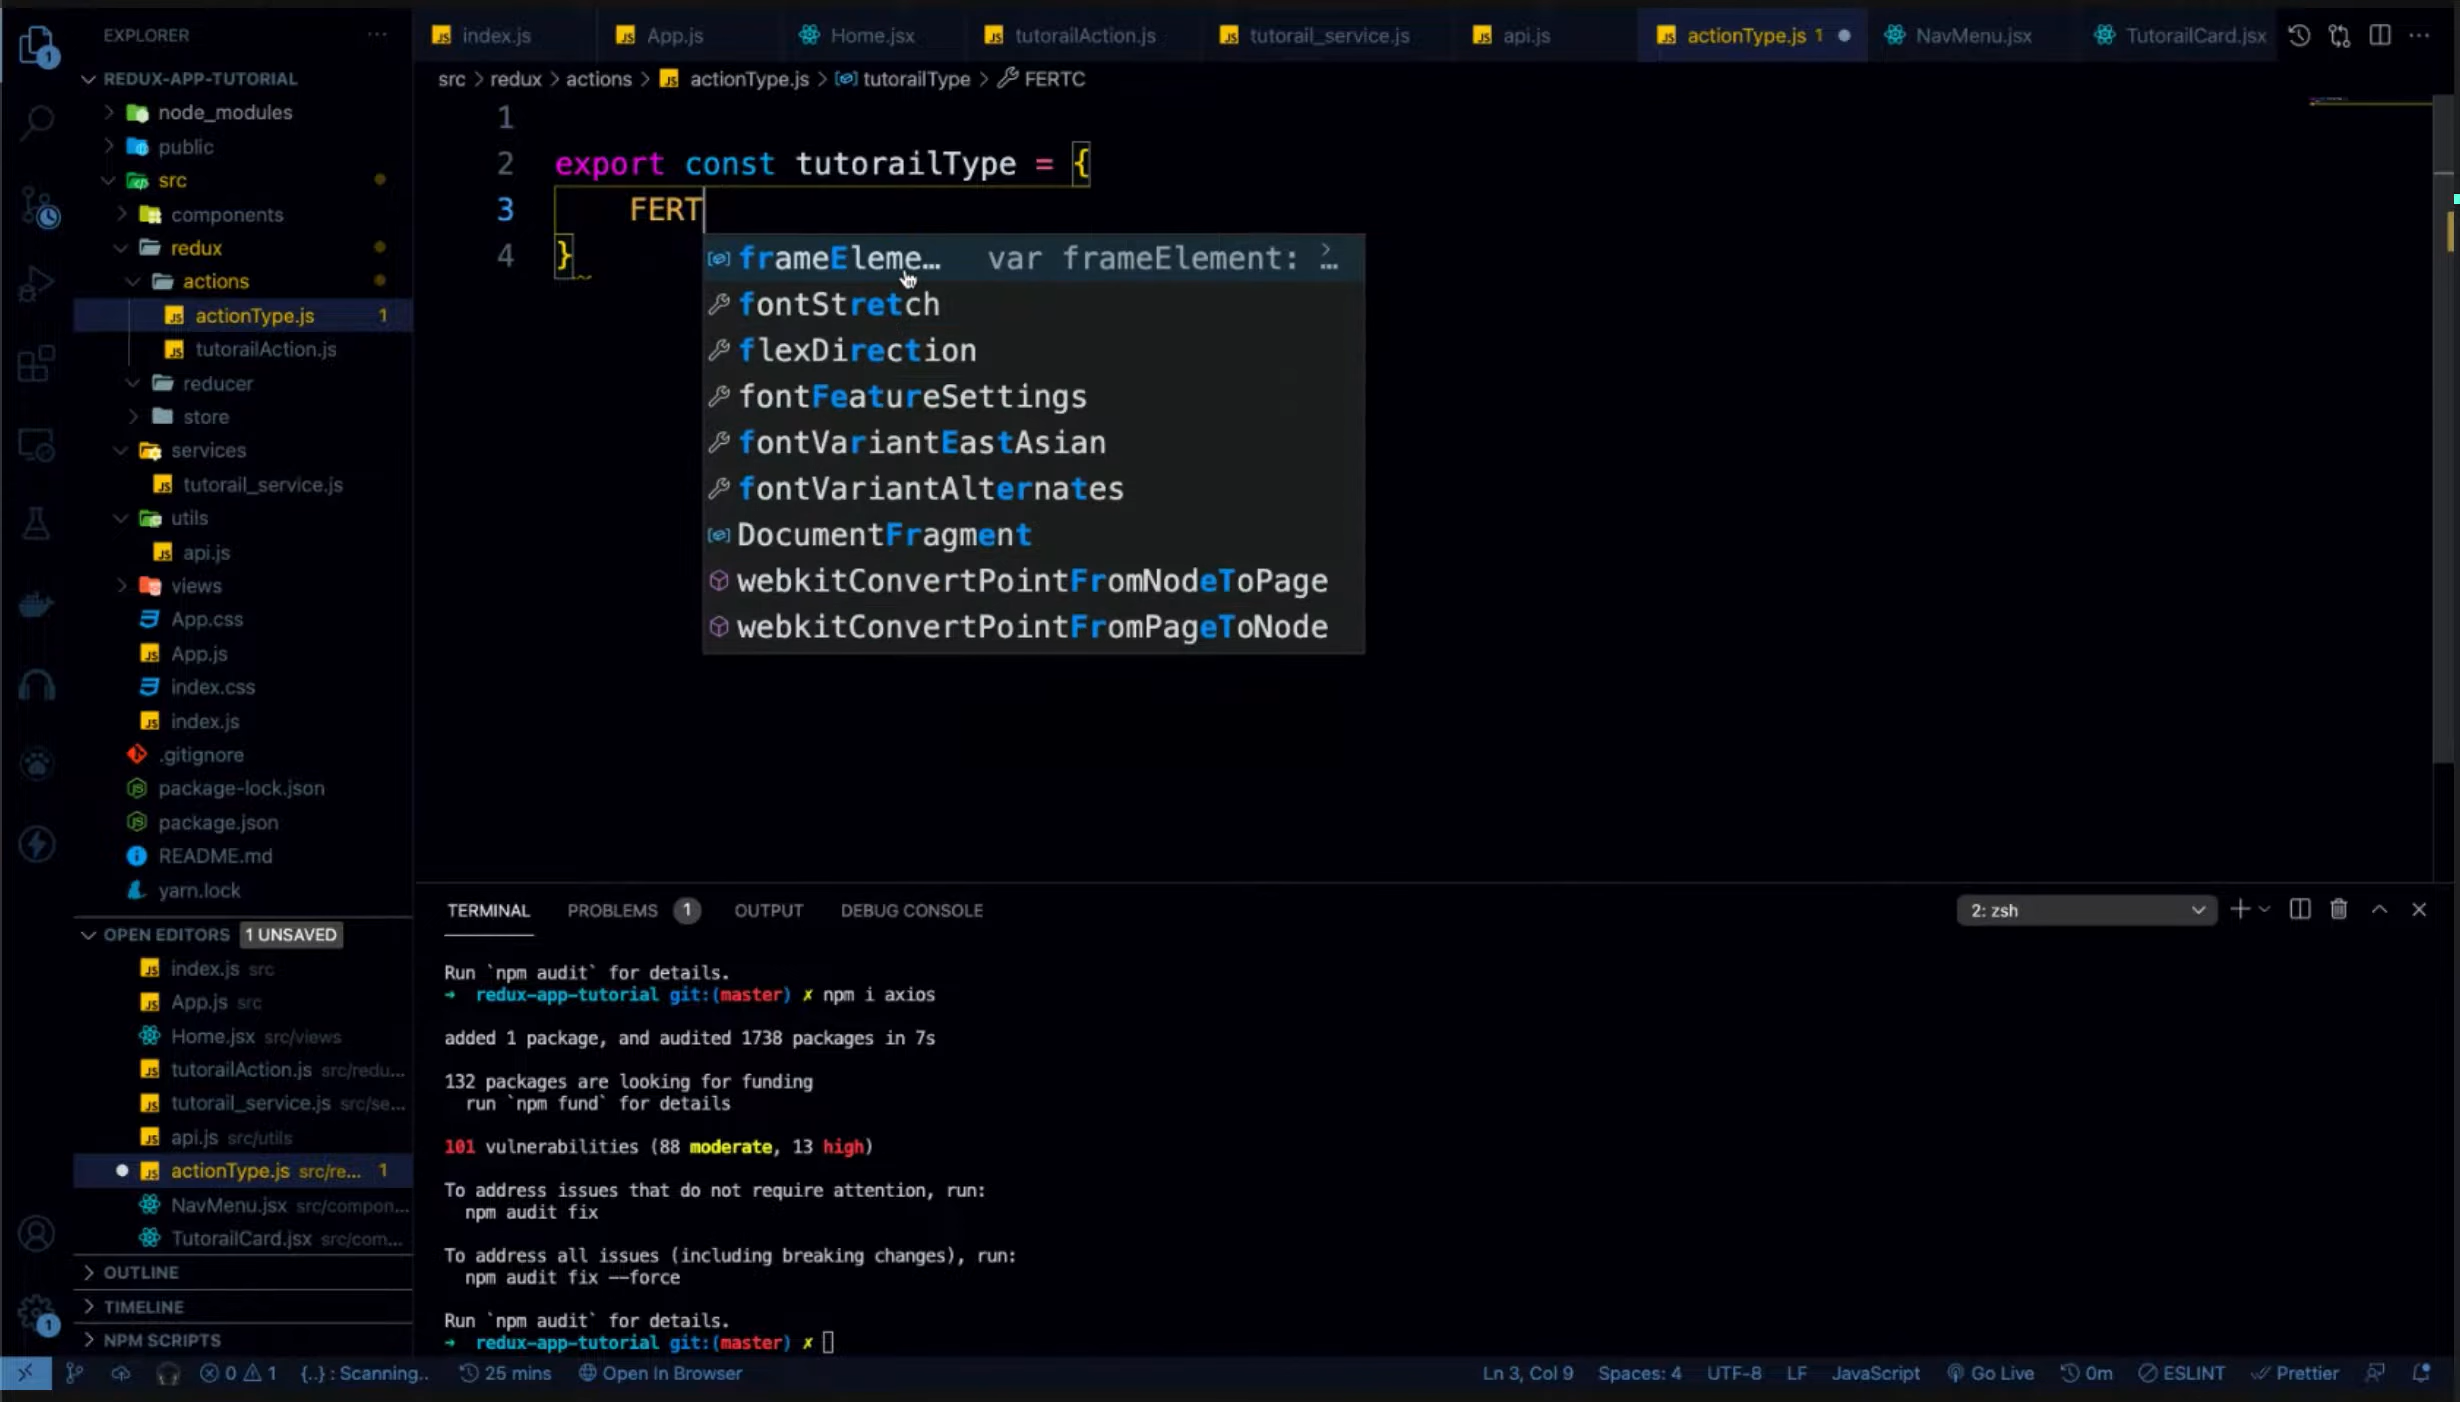 EXPLORER
REDUX-APP-TUTORIAL
node_modules
public
src
components
redux
actions
actionType.js 1
tutorailAction.js
reducer
store
services
tutorail_service.js
utils
api.js
views
App.css
App.js
index.css
index.js
.gitignore
package-lock.json
package.json
README.md
yarn.lock
OPEN EDITORS 1 UNSAVED
index.js src
App.js src
Home.jsx src/views
tutorailAction.js src/redu...
tutorail_service.js src/se...
api.js src/utils
actionType.js src/re... 1
NavMenu.jsx src/compon...
TutorailCard.jsx src/com...
OUTLINE
TIMELINE
NPM SCRIPTS
index.js App.js Home.jsx tutorailAction.js tutorail_service.js api.js actionType.js 1 NavMenu.jsx TutorailCard.jsx
src > redux > actions > actionType.js > tutorailType > FERTC
1
2 export const tutorailType = {
3 FERT
4 }
frameEleme... var frameElement: ...
fontStretch
flexDirection
fontFeatureSettings
fontVariantEastAsian
fontVariantAlternates
DocumentFragment
webkitConvertPointFromNodeToPage
webkitConvertPointFromPageToNode
TERMINAL PROBLEMS 1 OUTPUT DEBUG CONSOLE 2: zsh
Run `npm audit` for details.
→ redux-app-tutorial git:(master) ✗ npm i axios
added 1 package, and audited 1738 packages in 7s
132 packages are looking for funding
run `npm fund` for details
101 vulnerabilities (88 moderate, 13 high)
To address issues that do not require attention, run:
npm audit fix
To address all issues (including breaking changes), run:
npm audit fix --force
Run `npm audit` for details.
→ redux-app-tutorial git:(master) ✗
0 1 {..} : Scanning.. 25 mins Open In Browser Ln 3, Col 9 Spaces: 4 UTF-8 LF JavaScript Go Live 0m ESLINT Prettier